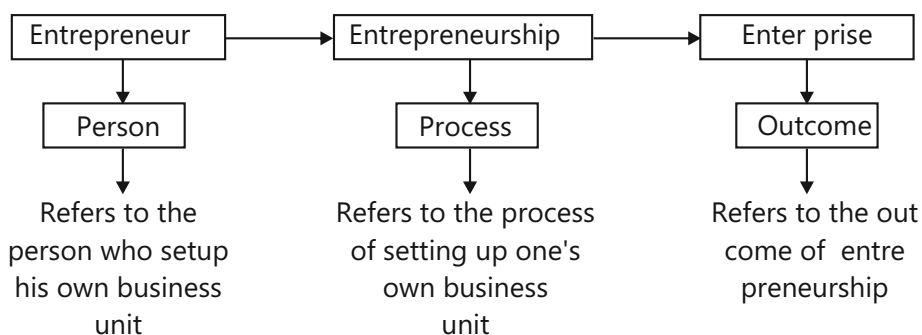 Entrepreneur
Entrepreneurship
Enter prise
Person
Process
Outcome
Refers to the
person who setup
his own business
unit
Refers to the process
of setting up one's
own business
unit
Refers to the out
come of entre
preneurship